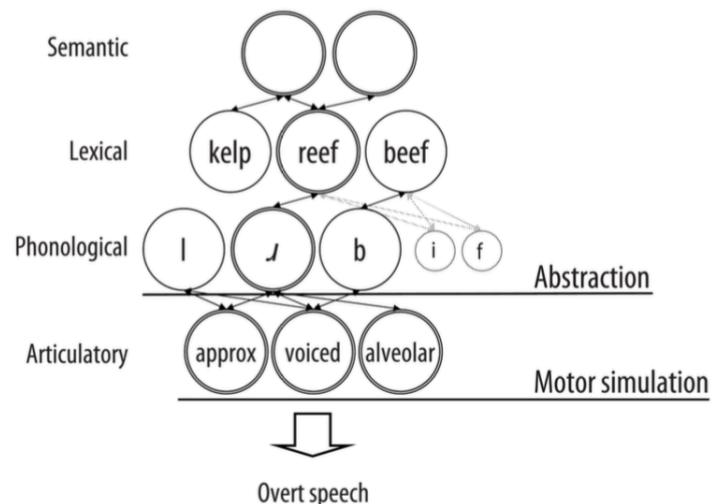 Semantic
Lexical
kelp reef beef
Phonological
l ɹ b i f
Abstraction
Articulatory
approx voiced alveolar
Motor simulation
Overt speech